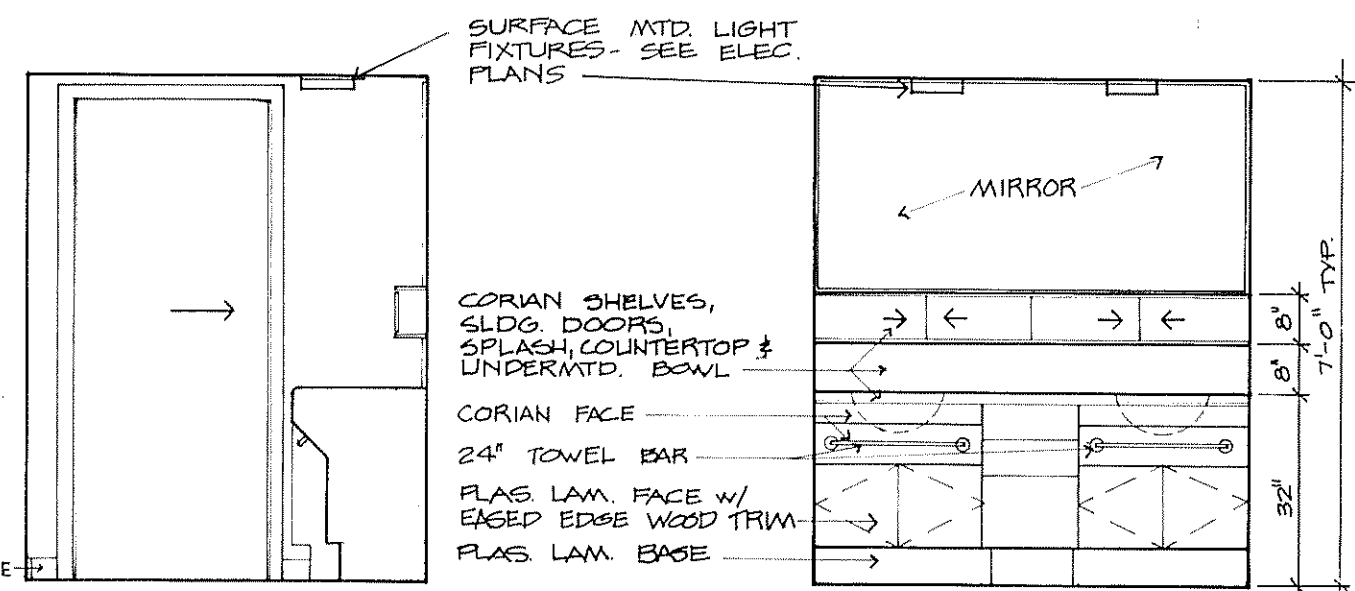 SURFACE MTD. LIGHT
FIXTURES - SEE ELEC.
PLANS
MIRROR
CORIAN SHELVES,
SLDG. DOORS,
SPLASH, COUNTERTOP &
UNDERMTD. BOWL
CORIAN FACE
24" TOWEL BAR
PLAS. LAM. FACE W/
EASED EDGE WOOD TRIM
PLAS. LAM. BASE
E
8"
8"
32"
7'-0" TYP.